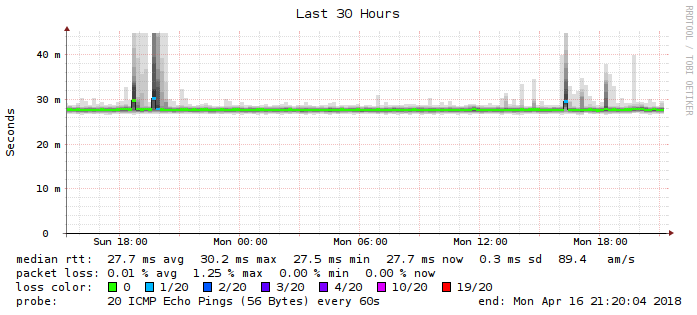 Last 30 Hours
RRDTOOL / TOBI OETIKER
Seconds
40 m
30 m
20 m
10 m
0
Sun 18:00 Mon 00:00 Mon 06:00 Mon 12:00 Mon 18:00
median rtt: 27.7 ms avg 30.2 ms max 27.5 ms min 27.7 ms now 0.3 ms sd 89.4 am/s
packet loss: 0.01 % avg 1.25 % max 0.00 % min 0.00 % now
loss color: 0 1/20 2/20 3/20 4/20 10/20 19/20
probe: 20 ICMP Echo Pings (56 Bytes) every 60s end: Mon Apr 16 21:20:04 2018